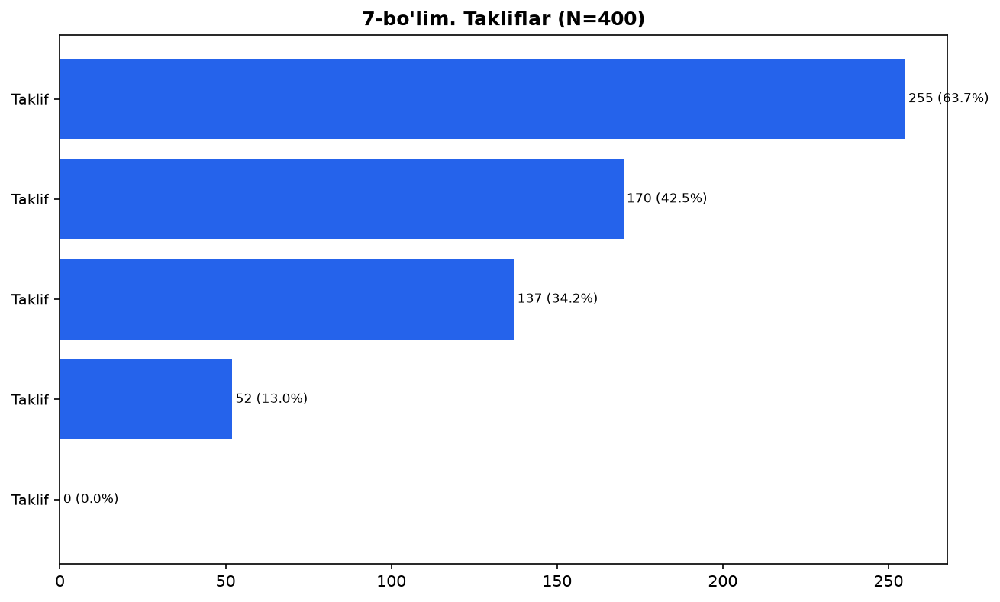 7-bo'lim. Takliflar (N=400)
Taklif 255 (63.7%)
Taklif 170 (42.5%)
Taklif 137 (34.2%)
Taklif 52 (13.0%)
Taklif 0 (0.0%)
0 50 100 150 200 250